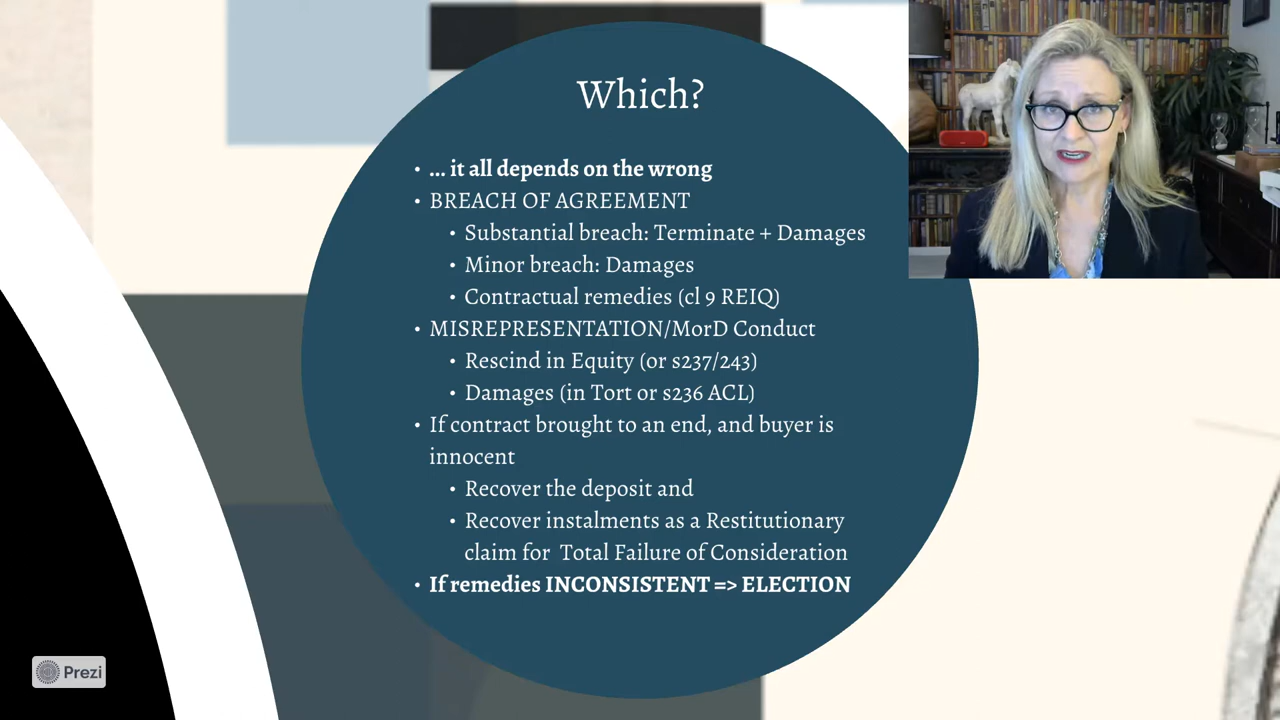 Which?
• ... it all depends on the wrong
• BREACH OF AGREEMENT
• Substantial breach: Terminate + Damages
• Minor breach: Damages
• Contractual remedies (cl 9 REIQ)
• MISREPRESENTATION/MorD Conduct
• Rescind in Equity (or s237/243)
• Damages (in Tort or s236 ACL)
• If contract brought to an end, and buyer is
innocent
• Recover the deposit and
• Recover instalments as a Restitutionary
claim for Total Failure of Consideration
• If remedies INCONSISTENT => ELECTION
Prezi